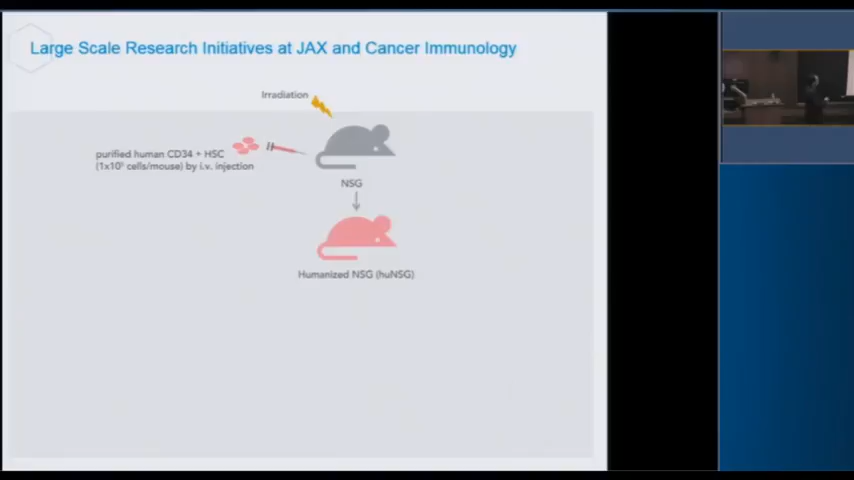 Large Scale Research Initiatives at JAX and Cancer Immunology
Irradiation
purified human CD34 + HSC
(1x10⁵ cells/mouse) by i.v. injection
NSG
Humanized NSG (huNSG)